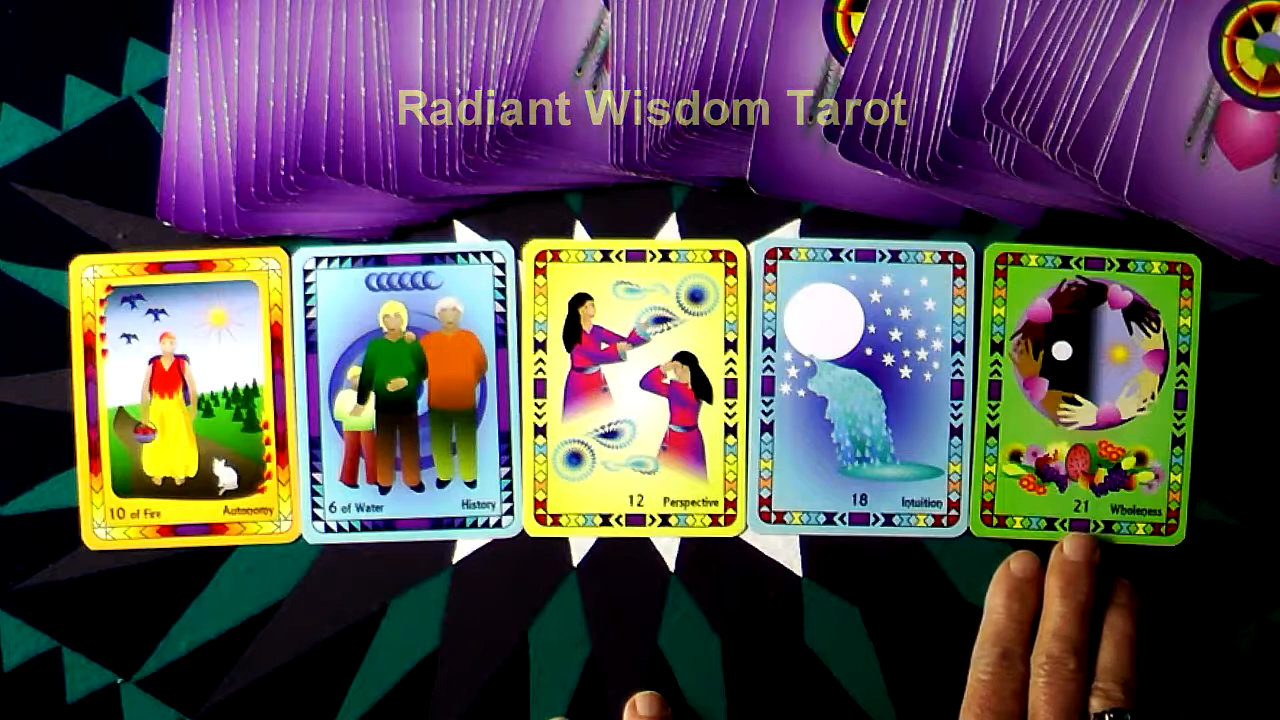 Radiant Wisdom Tarot
10 of Fire Autonomy
6 of Water History
12 Perspective
18 Intuition
21 Wholeness